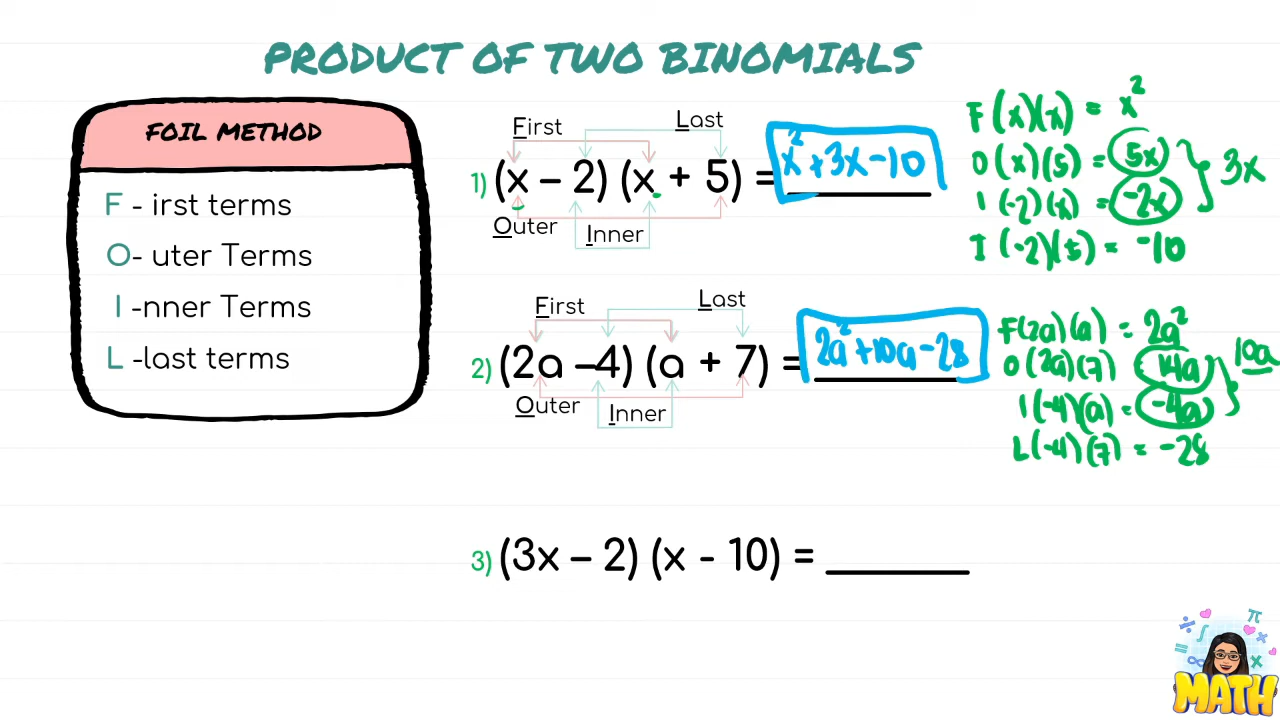 PRODUCT OF TWO BINOMIALS
FOIL METHOD
F - irst terms
O- uter Terms
I -nner Terms
L -last terms
First
Last
1) (x – 2) (x + 5) = x² + 3x – 10
Outer
Inner
F (x)(x) = x²
O (x)(5) = 5x
3x
I (-2)(x) = -2x
I (-2)(5) = -10
First
Last
2) (2a –4) (a + 7) = 2a² + 10a - 28
Outer
Inner
F(2a)(a) = 2a²
O(2a)(7) 14a
10a
I(-4)(a) = -4a
L(-4)(7) = -28
3) (3x – 2) (x - 10) = ________
÷
π
∫
x
=
∞
x
MATH